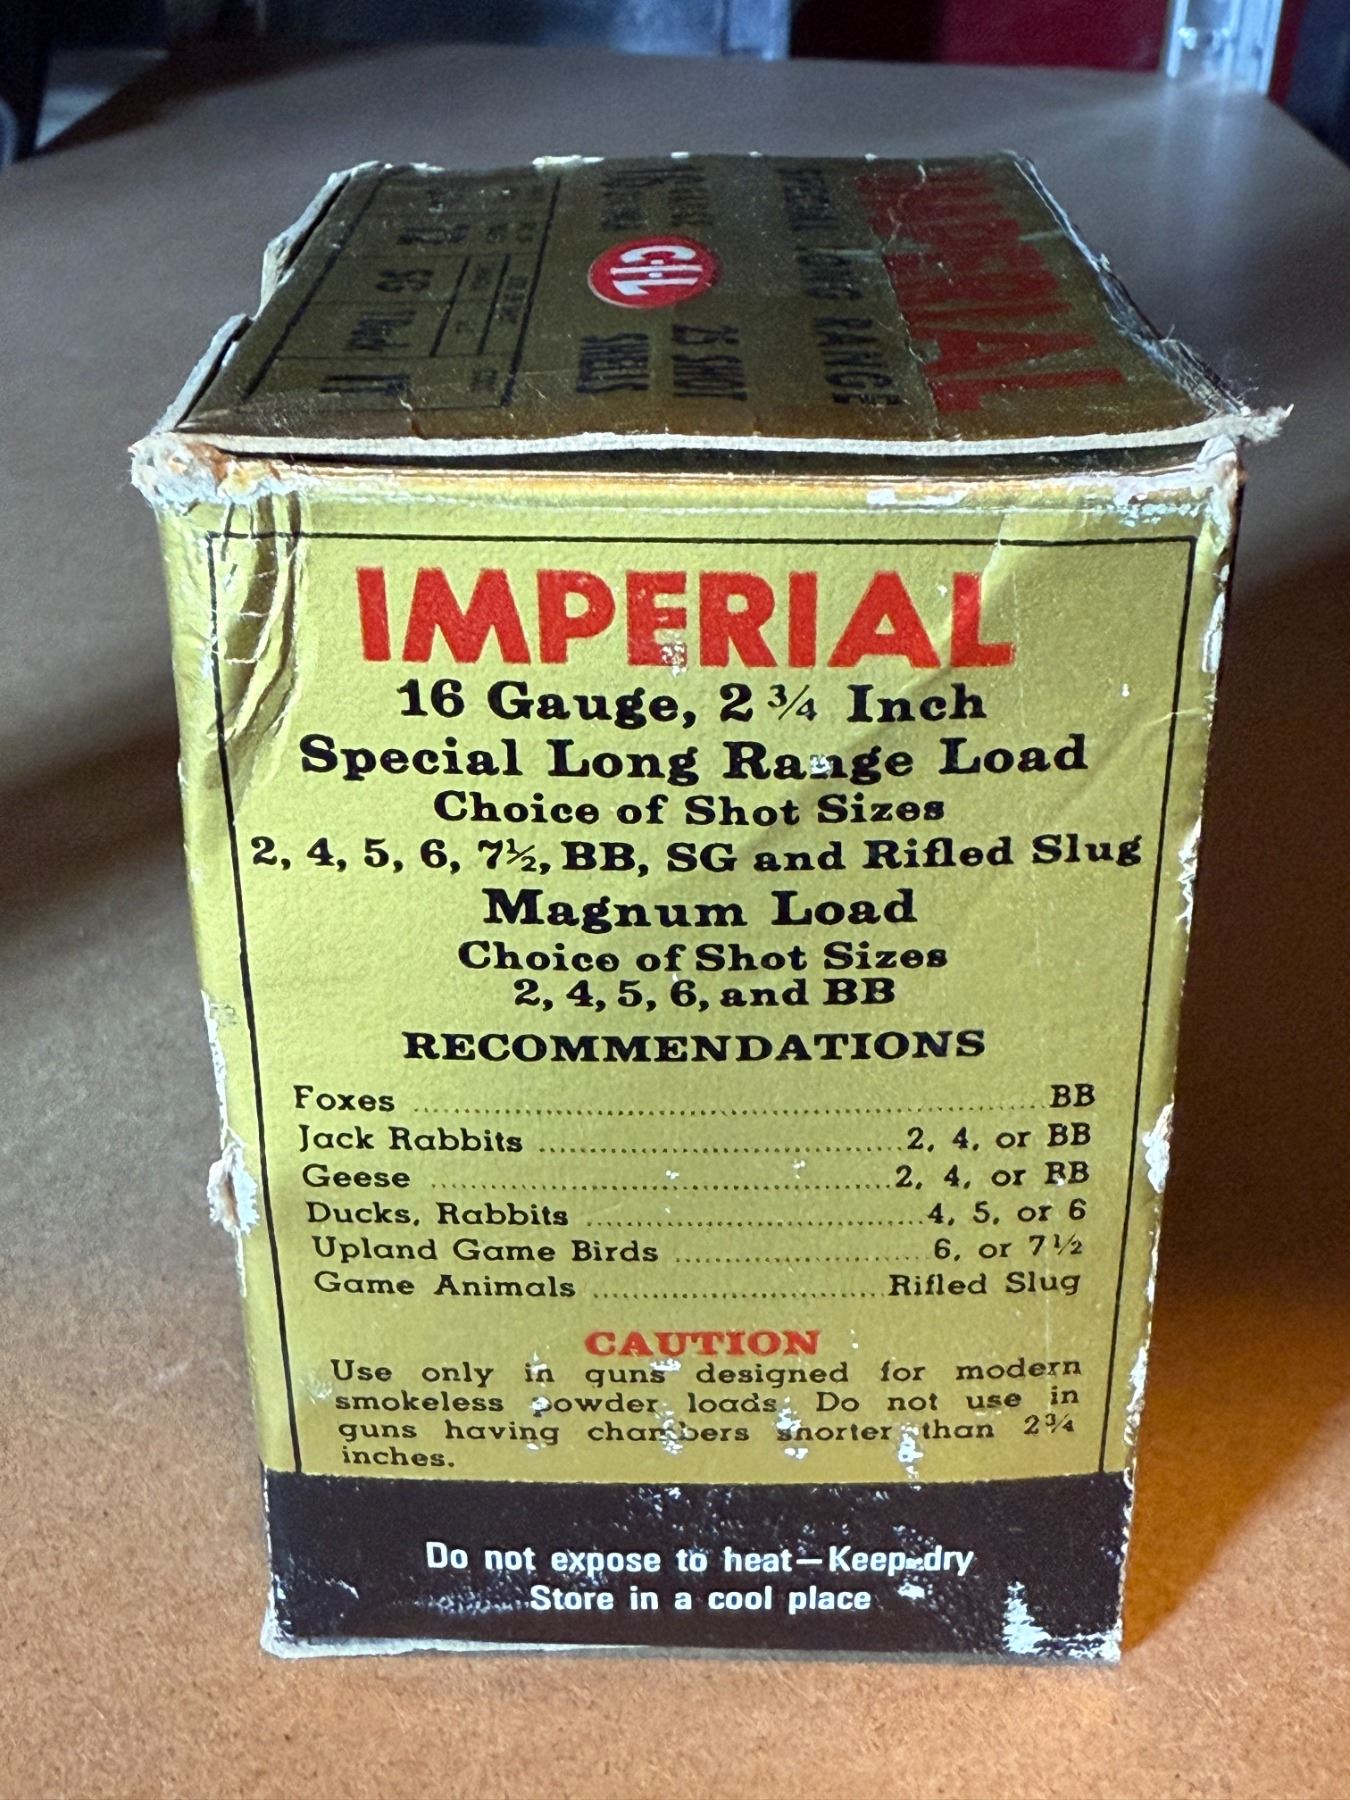 IMPERIAL
SPECIAL LONG RANGE
25 SHOT
SHELLS
C-I-L
IMPERIAL
16 Gauge, 2 ¾ Inch
Special Long Range Load
Choice of Shot Sizes
2, 4, 5, 6, 7½, BB, SG and Rifled Slug
Magnum Load
Choice of Shot Sizes
2, 4, 5, 6, and BB
RECOMMENDATIONS
Foxes ........................................ BB
Jack Rabbits ........................ 2, 4, or BB
Geese ................................ 2, 4, or BB
Ducks, Rabbits ........................ 4, 5, or 6
Upland Game Birds ................ 6, or 7½
Game Animals .................... Rifled Slug
CAUTION
Use only in guns designed for modern
smokeless powder loads. Do not use in
guns having chambers shorter than 2¾
inches.
Do not expose to heat—Keep dry
Store in a cool place